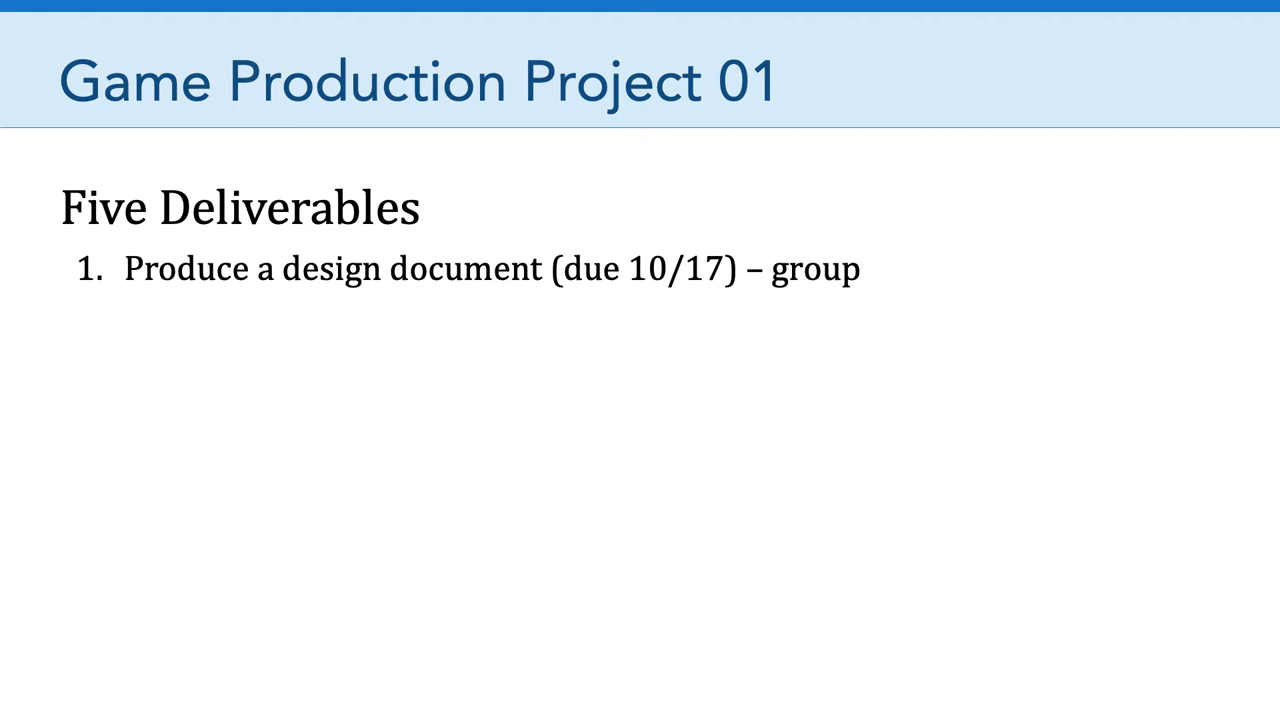 Game Production Project 01
Five Deliverables
1. Produce a design document (due 10/17) – group